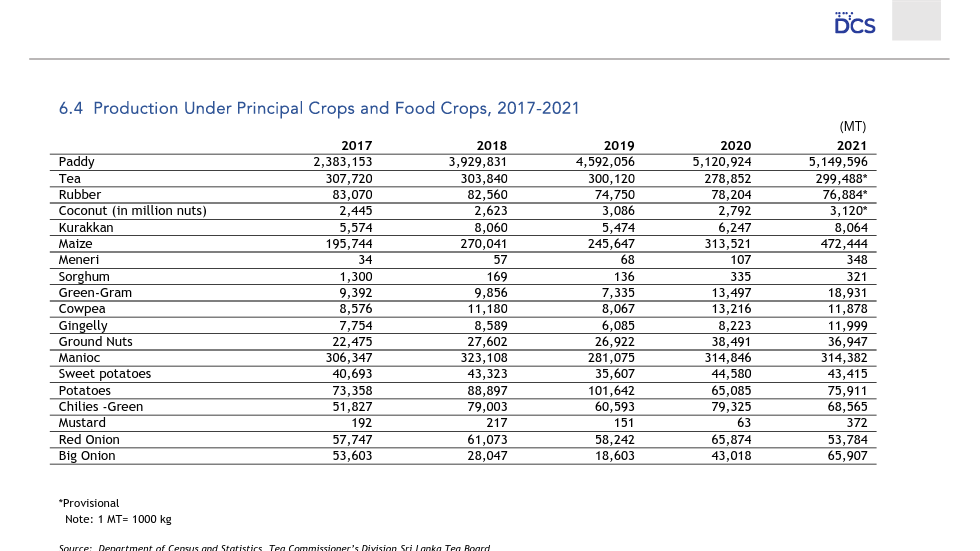 DCS
6.4 Production Under Principal Crops and Food Crops, 2017-2021
(MT)
2017 2018 2019 2020 2021
Paddy 2,383,153 3,929,831 4,592,056 5,120,924 5,149,596
Tea 307,720 303,840 300,120 278,852 299,488*
Rubber 83,070 82,560 74,750 78,204 76,884*
Coconut (in million nuts) 2,445 2,623 3,086 2,792 3,120*
Kurakkan 5,574 8,060 5,474 6,247 8,064
Maize 195,744 270,041 245,647 313,521 472,444
Meneri 34 57 68 107 348
Sorghum 1,300 169 136 335 321
Green-Gram 9,392 9,856 7,335 13,497 18,931
Cowpea 8,576 11,180 8,067 13,216 11,878
Gingelly 7,754 8,589 6,085 8,223 11,999
Ground Nuts 22,475 27,602 26,922 38,491 36,947
Manioc 306,347 323,108 281,075 314,846 314,382
Sweet potatoes 40,693 43,323 35,607 44,580 43,415
Potatoes 73,358 88,897 101,642 65,085 75,911
Chilies -Green 51,827 79,003 60,593 79,325 68,565
Mustard 192 217 151 63 372
Red Onion 57,747 61,073 58,242 65,874 53,784
Big Onion 53,603 28,047 18,603 43,018 65,907
*Provisional
Note: 1 MT= 1000 kg
Source: Department of Census and Statistics, Tea Commissioner's Division Sri Lanka Tea Board